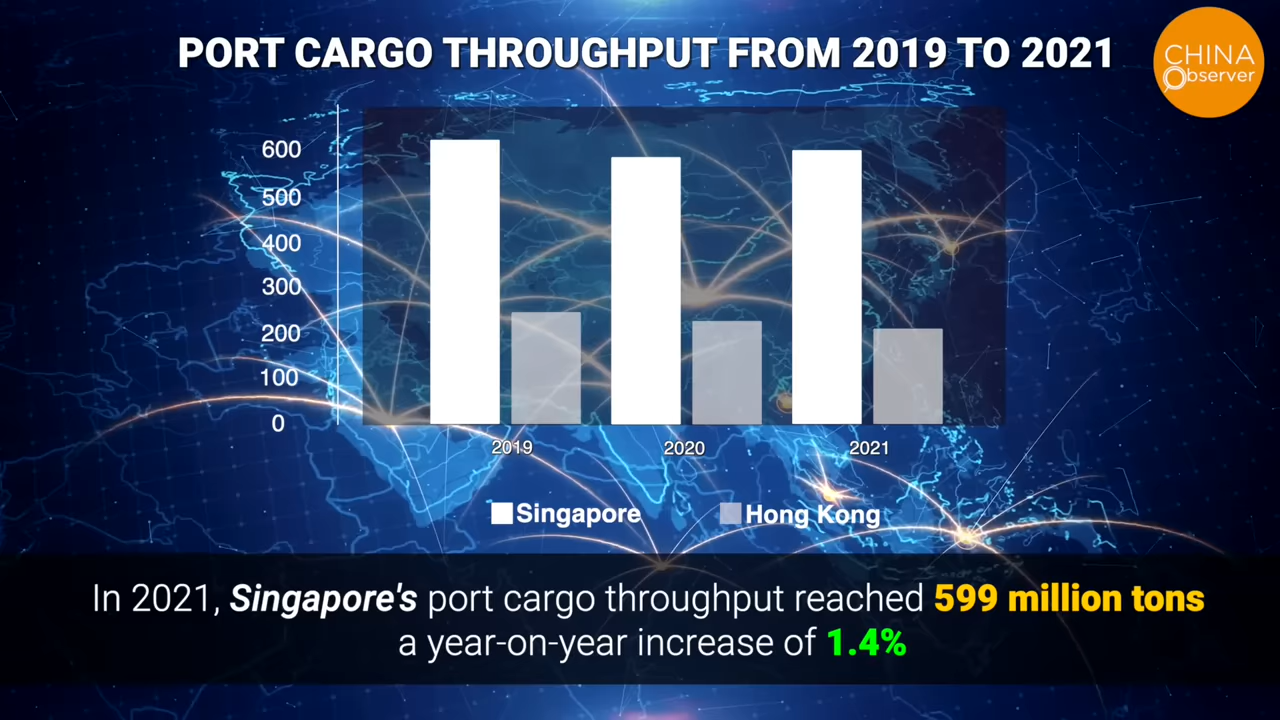 PORT CARGO THROUGHPUT FROM 2019 TO 2021
CHINA
Observer
600
500
400
300
200
100
0
2019 2020 2021
Singapore Hong Kong
In 2021, Singapore's port cargo throughput reached 599 million tons
a year-on-year increase of 1.4%